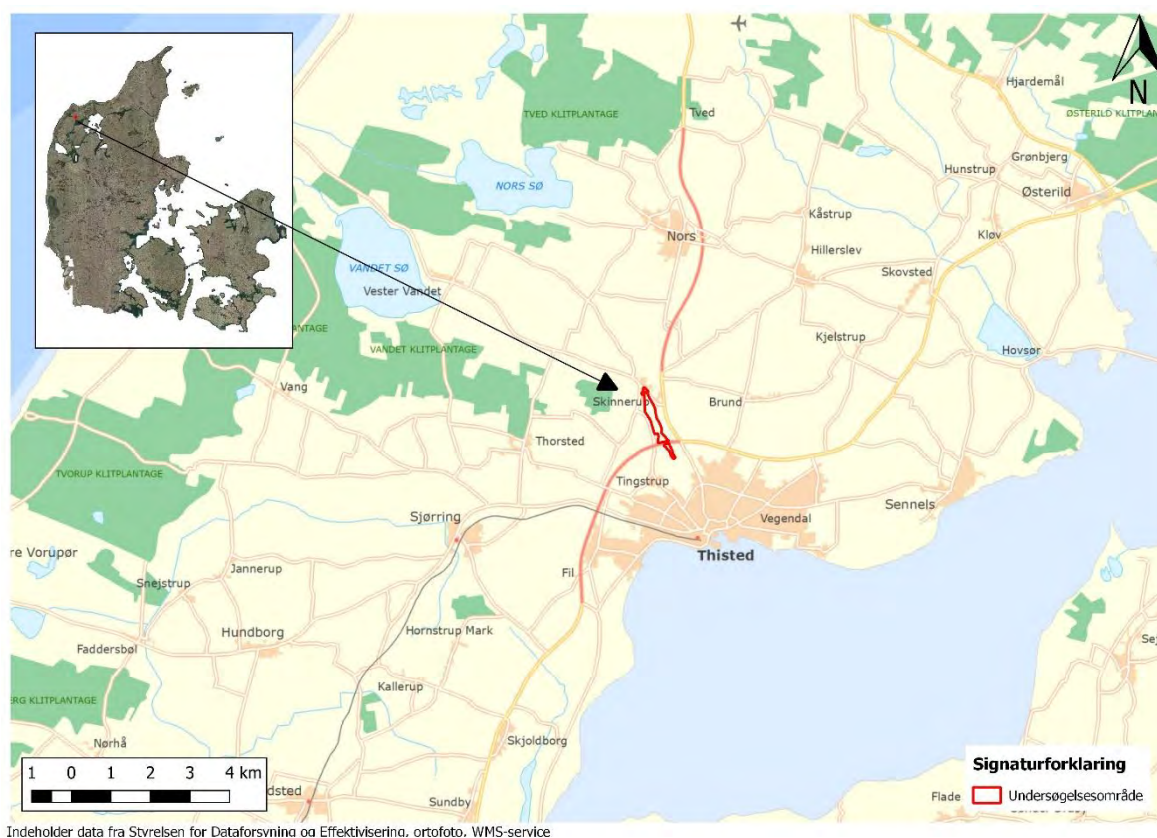 N
Hjardemål
TVED KLITPLANTAGE
Tved
ØSTERILD KLITPLAN
Grønbjerg
Hunstrup
Østerild
NORS SØ
Kåstrup
Nors
Kløv
Hillerslev
VANDET SØ
Skovsted
Vester Vandet
PLANTAGE
Kjelstrup
VANDET KLITPLANTAGE
Hovsør
Vang
Skinnerup
Brund
Thorsted
TVORUP KLITPLANTAGE
Tingstrup
Sennels
Sjørring
Vegendal
re Vorupør
Thisted
Jannerup
Fil
Snejstrup
Hornstrup Mark
Hundborg
Faddersbøl
Sej
Kallerup
ERG KLITPLANTAGE
Nørhå
Skjoldborg
1 0 1 2 3 4 km
Signaturforklaring
Undersøgelsesområde
dsted
Sundby
Flade
Indeholder data fra Styrelsen for Dataforsyning og Effektivisering, ortofoto, WMS-service